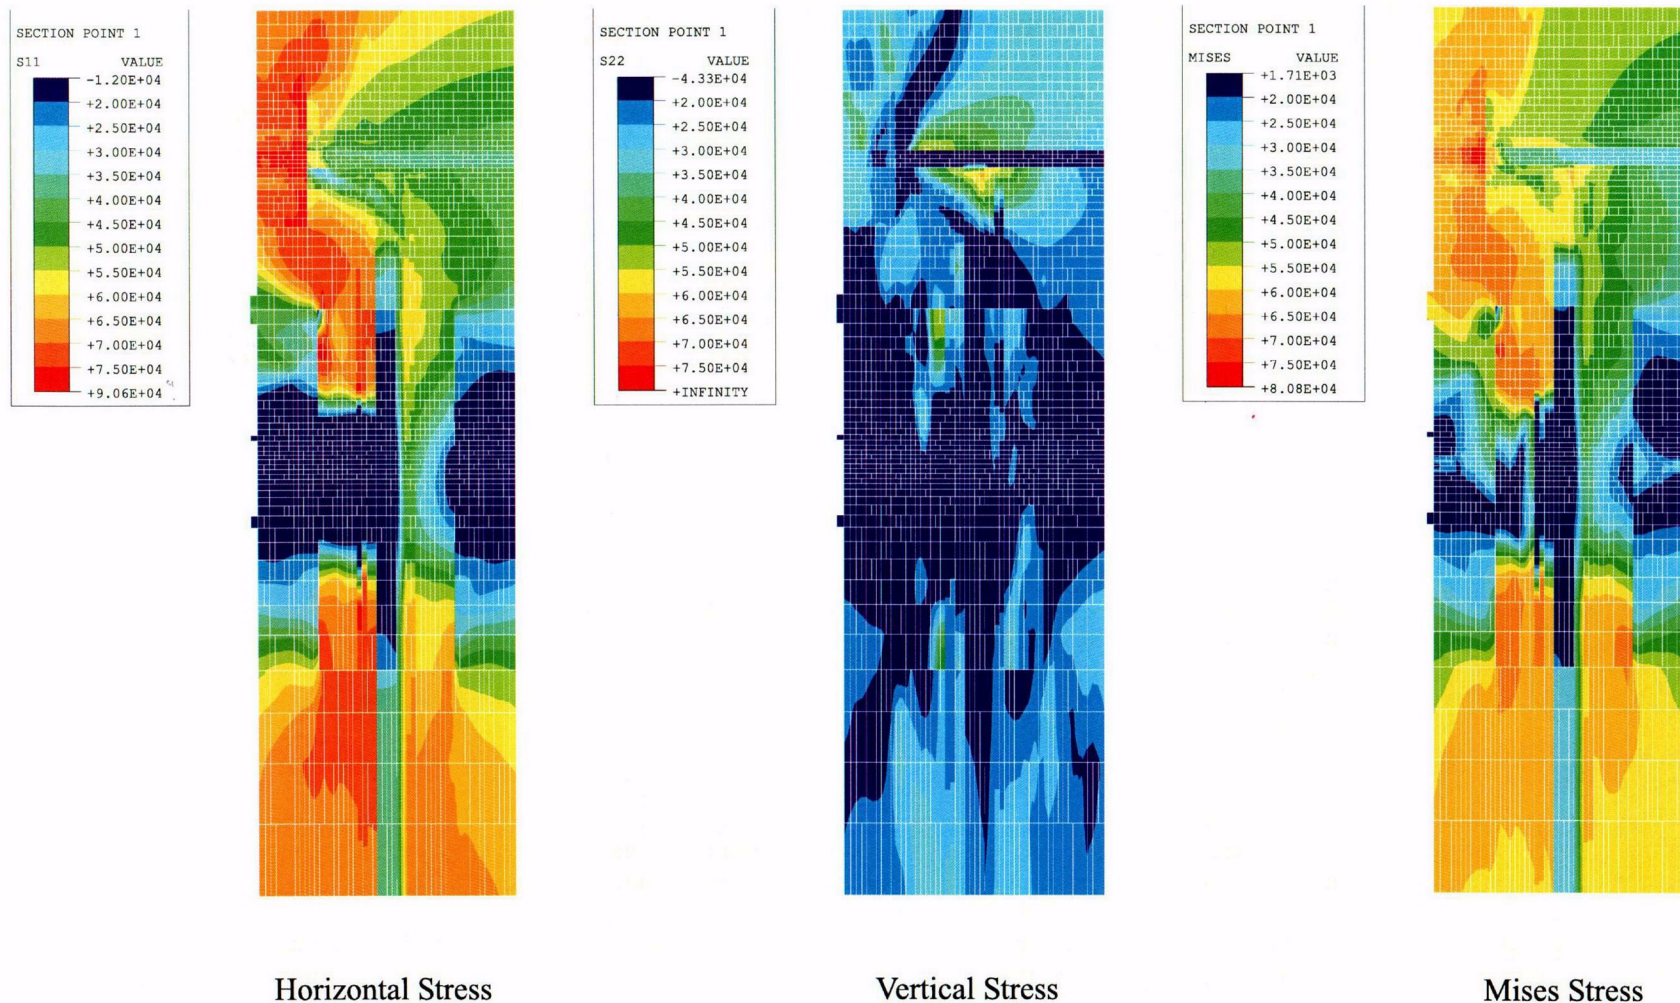 SECTION POINT 1
S11 VALUE
-1.20E+04
+2.00E+04
+2.50E+04
+3.00E+04
+3.50E+04
+4.00E+04
+4.50E+04
+5.00E+04
+5.50E+04
+6.00E+04
+6.50E+04
+7.00E+04
+7.50E+04
+9.06E+04
SECTION POINT 1
S22 VALUE
-4.33E+04
+2.00E+04
+2.50E+04
+3.00E+04
+3.50E+04
+4.00E+04
+4.50E+04
+5.00E+04
+5.50E+04
+6.00E+04
+6.50E+04
+7.00E+04
+7.50E+04
+INFINITY
SECTION POINT 1
MISES VALUE
+1.71E+03
+2.00E+04
+2.50E+04
+3.00E+04
+3.50E+04
+4.00E+04
+4.50E+04
+5.00E+04
+5.50E+04
+6.00E+04
+6.50E+04
+7.00E+04
+7.50E+04
+8.08E+04
Horizontal Stress
Vertical Stress
Mises Stress